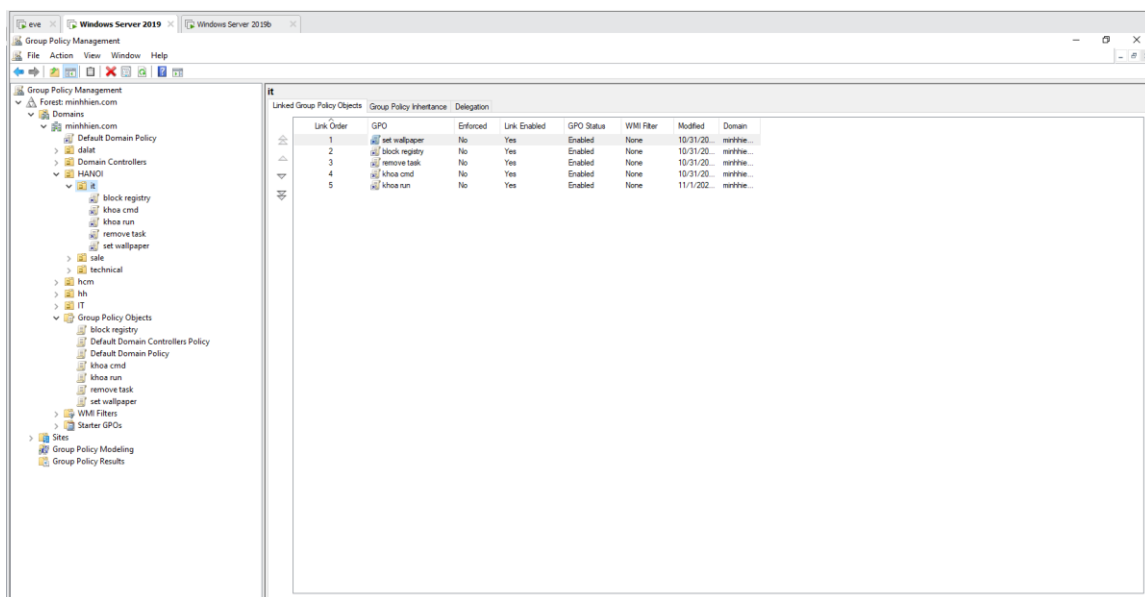 eve Windows Server 2019 Windows Server 2019b
Group Policy Management
File Action View Window Help
Group Policy Management
Forest: minhhien.com
Domains
minhhien.com
Default Domain Policy
dalat
Domain Controllers
HANOI
it
block registry
khoa cmd
khoa run
remove task
set wallpaper
sale
technical
hcm
hh
IT
Group Policy Objects
block registry
Default Domain Controllers Policy
Default Domain Policy
khoa cmd
khoa run
remove task
set wallpaper
WMI Filters
Starter GPOs
Sites
Group Policy Modeling
Group Policy Results
it
Linked Group Policy Objects Group Policy Inheritance Delegation
Link Order GPO Enforced Link Enabled GPO Status WMI Filter Modified Domain
1 set wallpaper No Yes Enabled None 10/31/20... minhhie...
2 block registry No Yes Enabled None 10/31/20... minhhie...
3 remove task No Yes Enabled None 10/31/20... minhhie...
4 khoa cmd No Yes Enabled None 10/31/20... minhhie...
5 khoa run No Yes Enabled None 11/1/202... minhhie...